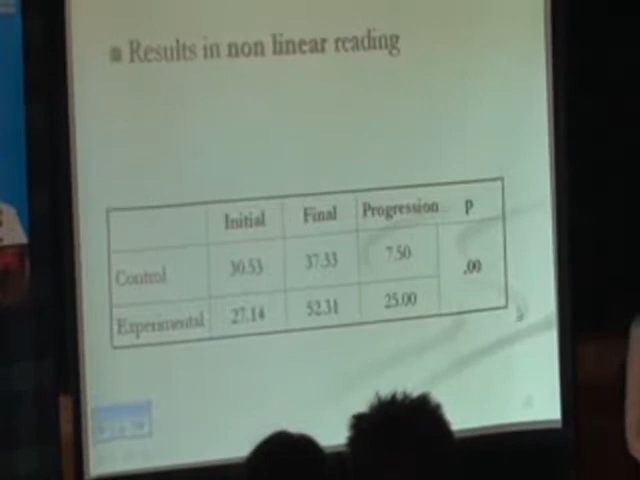 Results in non linear reading
Initial Final Progression P
Control 30.53 37.33 7.50 .00
Experimental 27.14 52.31 25.00